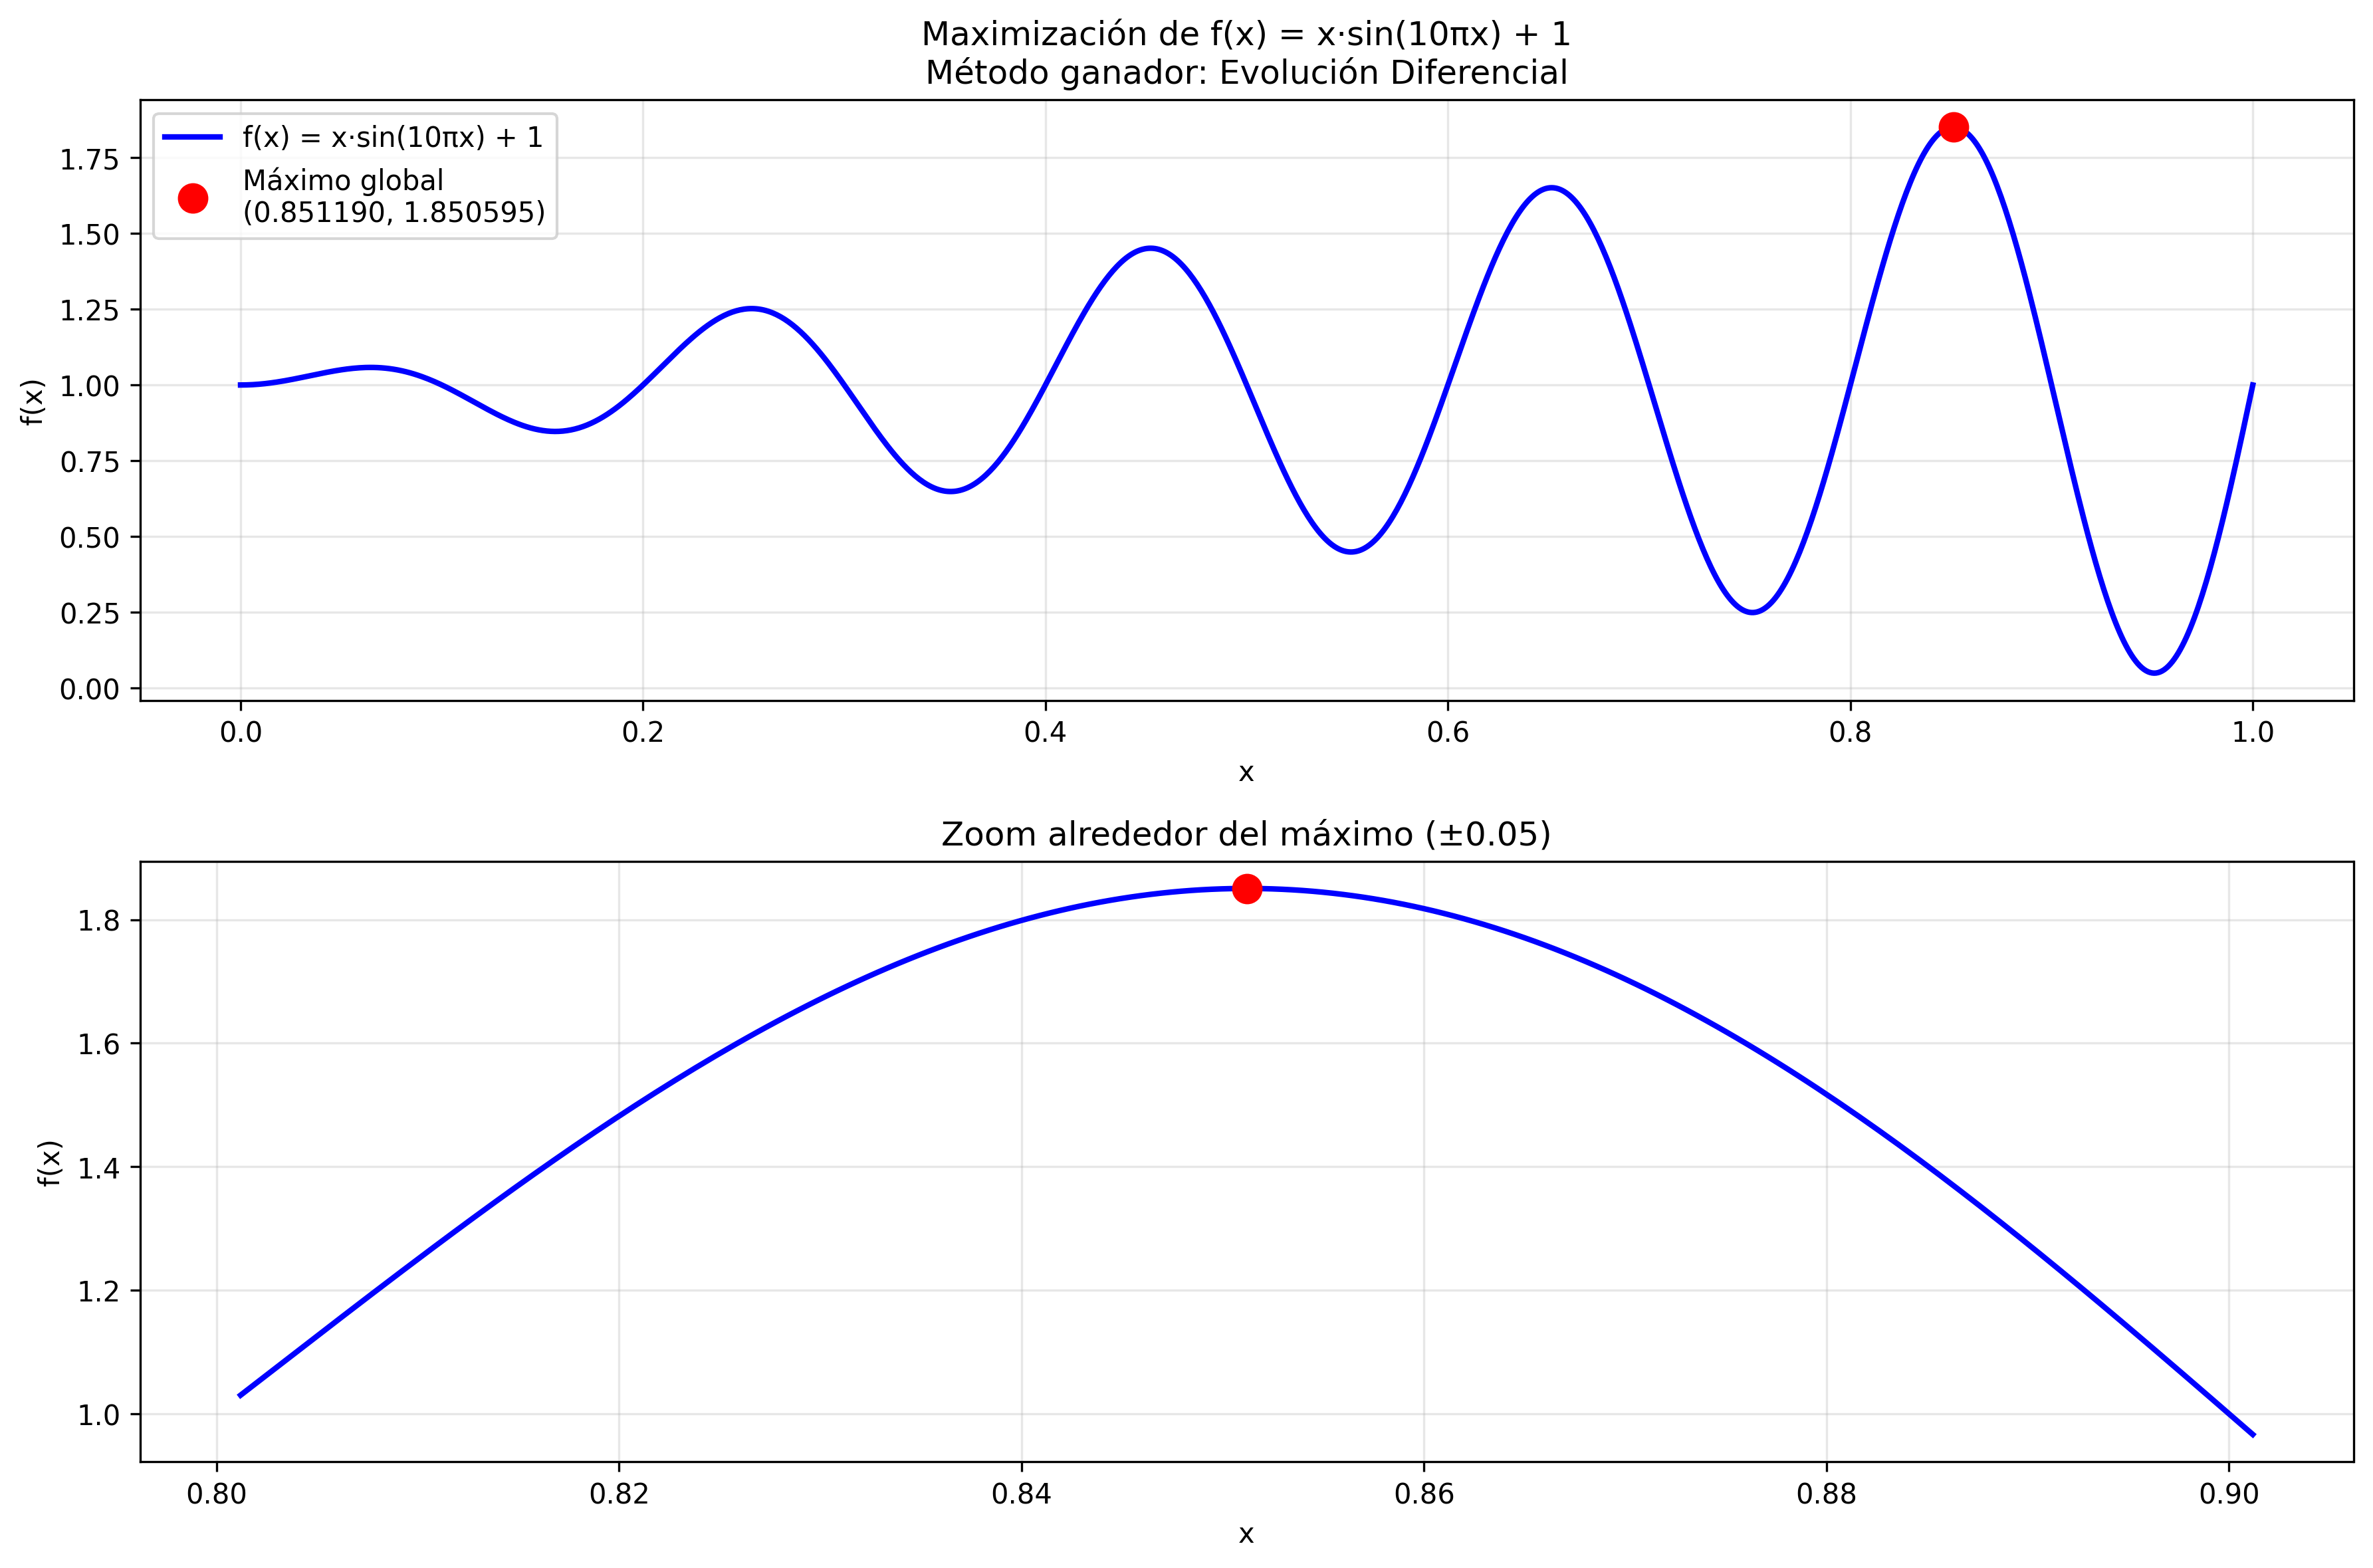 Maximización de f(x) = x·sin(10πx) + 1
Método ganador: Evolución Diferencial
f(x) = x·sin(10πx) + 1
Máximo global
(0.851190, 1.850595)
1.75
1.50
1.25
1.00
0.75
0.50
0.25
0.00
f(x)
0.0 0.2 0.4 0.6 0.8 1.0
x
Zoom alrededor del máximo (±0.05)
1.8
1.6
1.4
1.2
1.0
f(x)
0.80 0.82 0.84 0.86 0.88 0.90
x